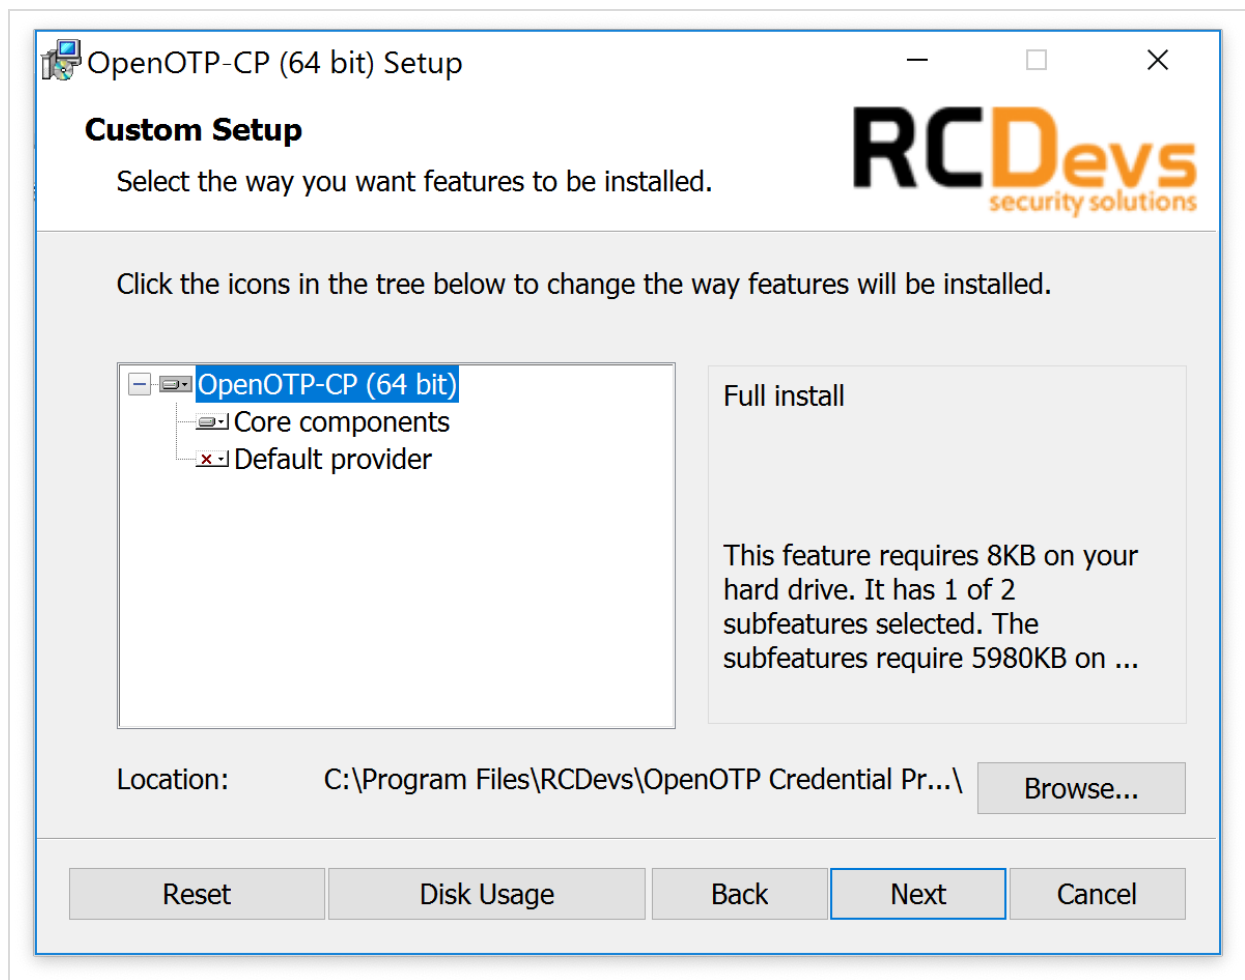 OpenOTP-CP (64 bit) Setup
Custom Setup
Select the way you want features to be installed.
RCDevs
security solutions
Click the icons in the tree below to change the way features will be installed.
OpenOTP-CP (64 bit)
Core components
Default provider
Full install
This feature requires 8KB on your
hard drive. It has 1 of 2
subfeatures selected. The
subfeatures require 5980KB on ...
Location:
C:\Program Files\RCDevs\OpenOTP Credential Pr...\
Browse...
Reset
Disk Usage
Back
Next
Cancel